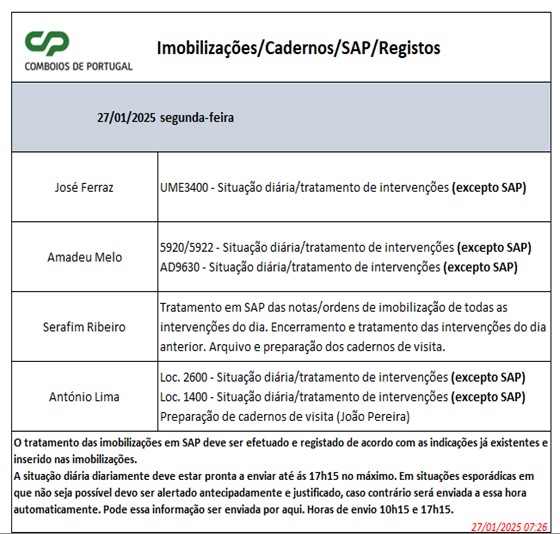 CP
COMBOIOS DE PORTUGAL
Imobilizações/Cadernos/SAP/Registos
27/01/2025 segunda-feira
José Ferraz
UME3400 - Situação diária/tratamento de intervenções (excepto SAP)
Amadeu Melo
5920/5922 - Situação diária/tratamento de intervenções (excepto SAP)
AD9630 - Situação diária/tratamento de intervenções (excepto SAP)
Serafim Ribeiro
Tratamento em SAP das notas/ordens de imobilização de todas as
intervenções do dia. Encerramento e tratamento das intervenções do dia
anterior. Arquivo e preparação dos cadernos de visita.
António Lima
Loc. 2600 - Situação diária/tratamento de intervenções (excepto SAP)
Loc. 1400 - Situação diária/tratamento de intervenções (excepto SAP)
Preparação de cadernos de visita (João Pereira)
O tratamento das imobilizações em SAP deve ser efetuado e registado de acordo com as indicações já existentes e
inserido nas imobilizações.
A situação diária diariamente deve estar pronta a enviar até ás 17h15 no máximo. Em situações esporádicas em
que não seja possível devo ser alertado antecipadamente e justificado, caso contrário será enviada a essa hora
automaticamente. Pode essa informação ser enviada por aqui. Horas de envio 10h15 e 17h15.
27/01/2025 07:26